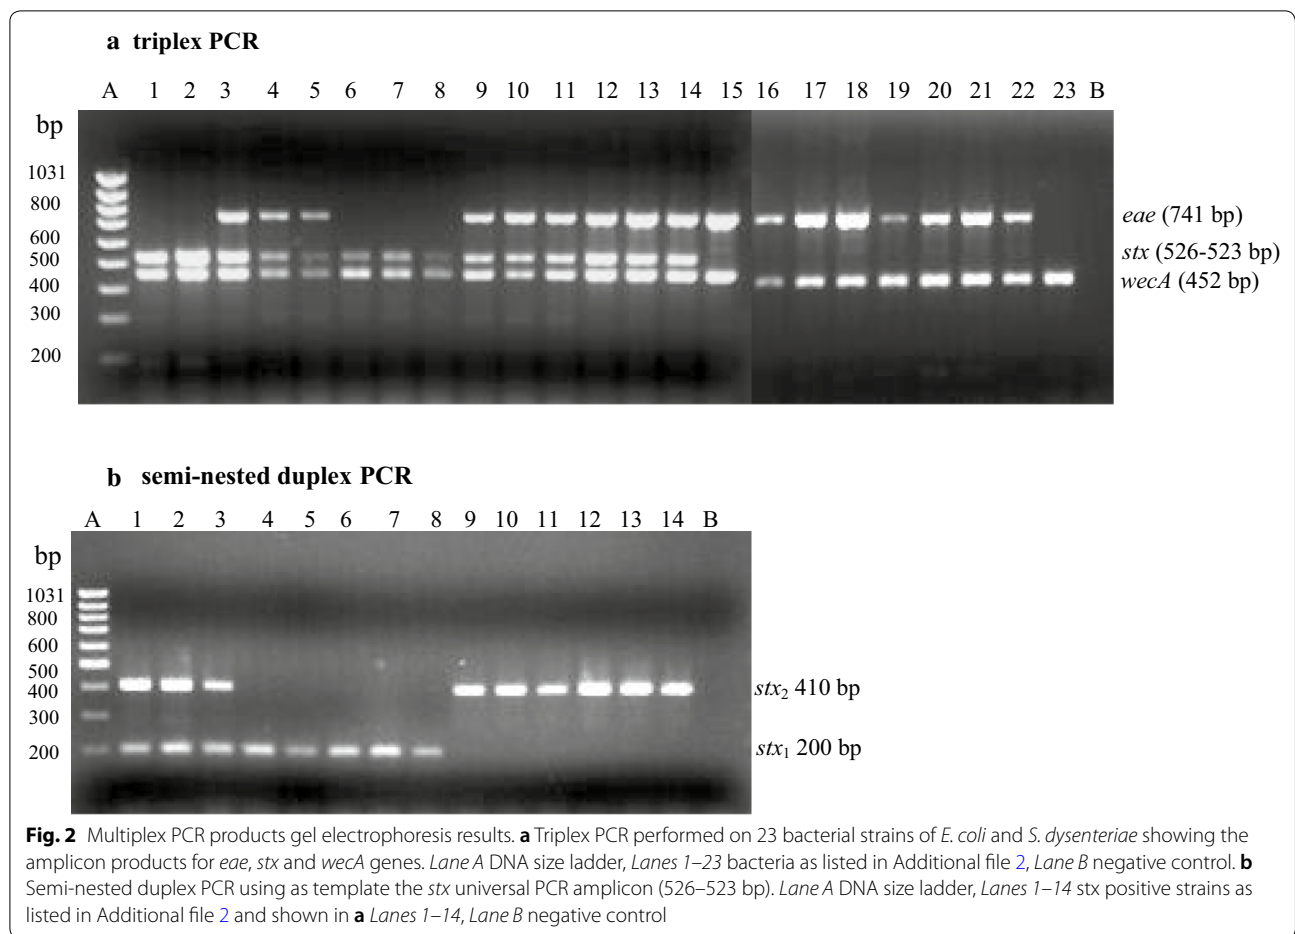 a triplex PCR
A 1 2 3 4 5 6 7 8 9 10 11 12 13 14 15 16 17 18 19 20 21 22 23 B
bp
1031
800
600
500
400
300
200
eae (741 bp)
stx (526-523 bp)
wecA (452 bp)
b semi-nested duplex PCR
A 1 2 3 4 5 6 7 8 9 10 11 12 13 14 B
bp
1031
800
600
500
400
300
200
stx₂ 410 bp
stx₁ 200 bp
Fig. 2 Multiplex PCR products gel electrophoresis results. a Triplex PCR performed on 23 bacterial strains of E. coli and S. dysenteriae showing the
amplicon products for eae, stx and wecA genes. Lane A DNA size ladder, Lanes 1–23 bacteria as listed in Additional file 2, Lane B negative control. b
Semi-nested duplex PCR using as template the stx universal PCR amplicon (526–523 bp). Lane A DNA size ladder, Lanes 1–14 stx positive strains as
listed in Additional file 2 and shown in a Lanes 1–14, Lane B negative control